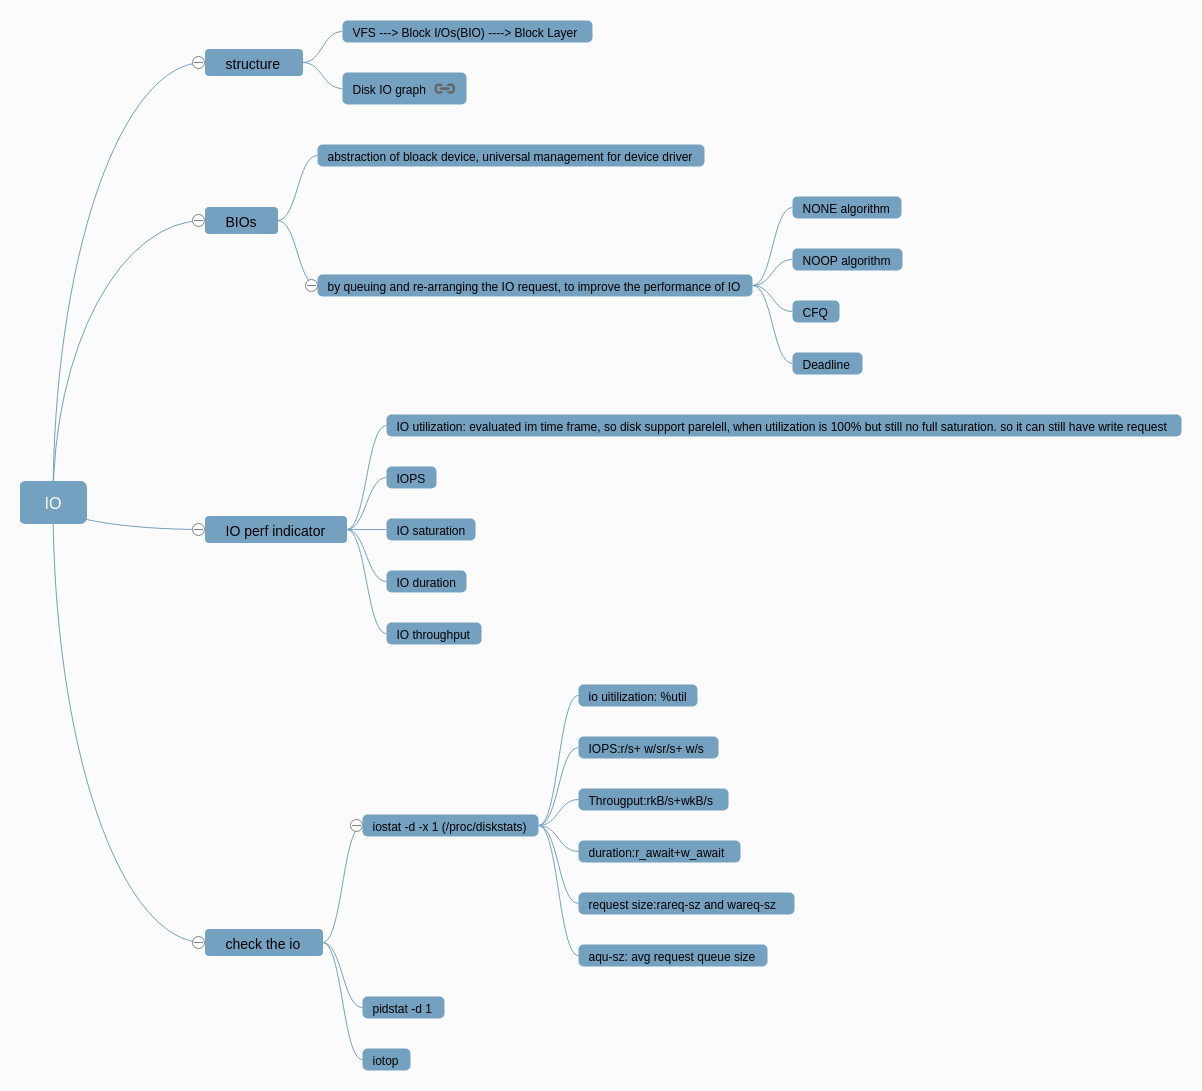 IO
structure
VFS ---> Block I/Os(BIO) ----> Block Layer
Disk IO graph
BIOs
abstraction of bloack device, universal management for device driver
by queuing and re-arranging the IO request, to improve the performance of IO
NONE algorithm
NOOP algorithm
CFQ
Deadline
IO perf indicator
IO utilization: evaluated im time frame, so disk support parelell, when utilization is 100% but still no full saturation. so it can still have write request
IOPS
IO saturation
IO duration
IO throughput
check the io
iostat -d -x 1 (/proc/diskstats)
io uitilization: %util
IOPS:r/s+ w/sr/s+ w/s
Througput:rkB/s+wkB/s
duration:r_await+w_await
request size:rareq-sz and wareq-sz
aqu-sz: avg request queue size
pidstat -d 1
iotop